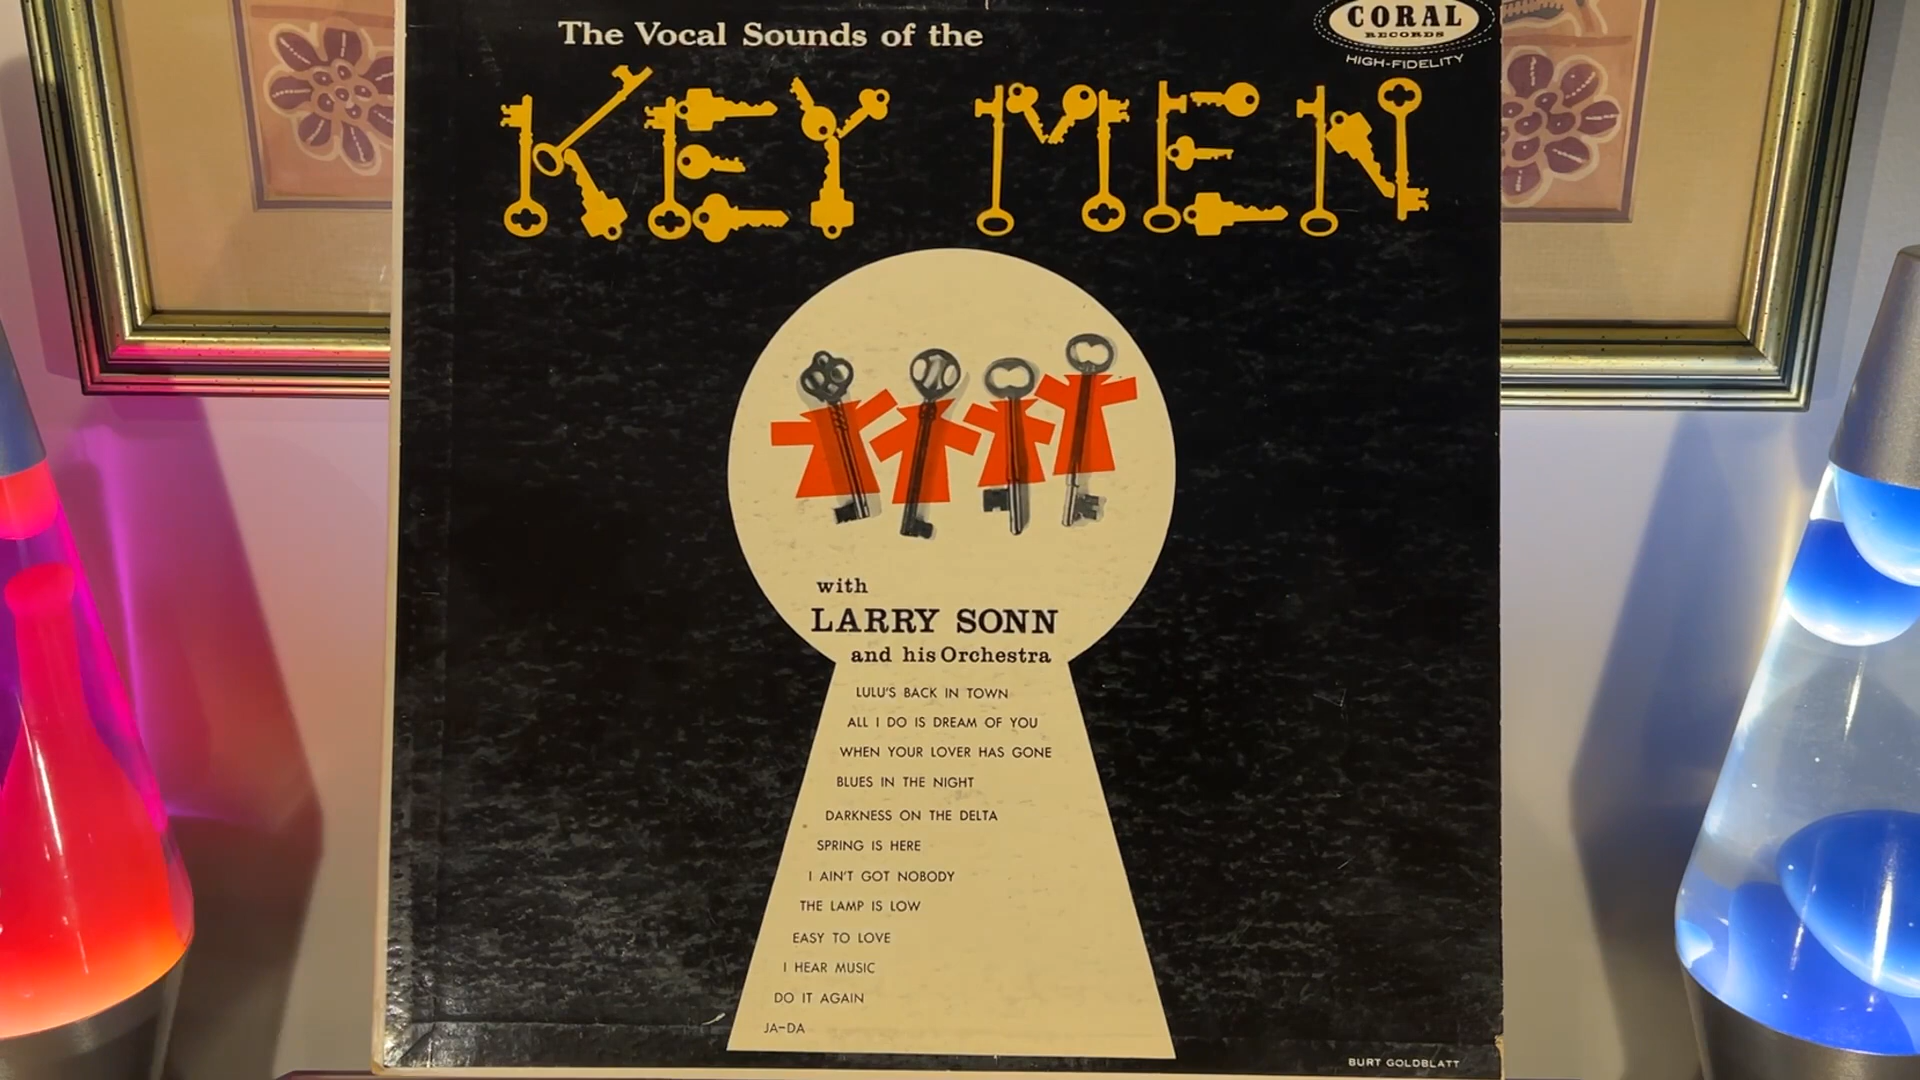 The Vocal Sounds of the
CORAL
RECORDS
HIGH-FIDELITY
KEY MEN
with
LARRY SONN
and his Orchestra
LULU'S BACK IN TOWN
ALL I DO IS DREAM OF YOU
WHEN YOUR LOVER HAS GONE
BLUES IN THE NIGHT
DARKNESS ON THE DELTA
SPRING IS HERE
I AIN'T GOT NOBODY
THE LAMP IS LOW
EASY TO LOVE
I HEAR MUSIC
DO IT AGAIN
JA-DA
BURT GOLDBLATT